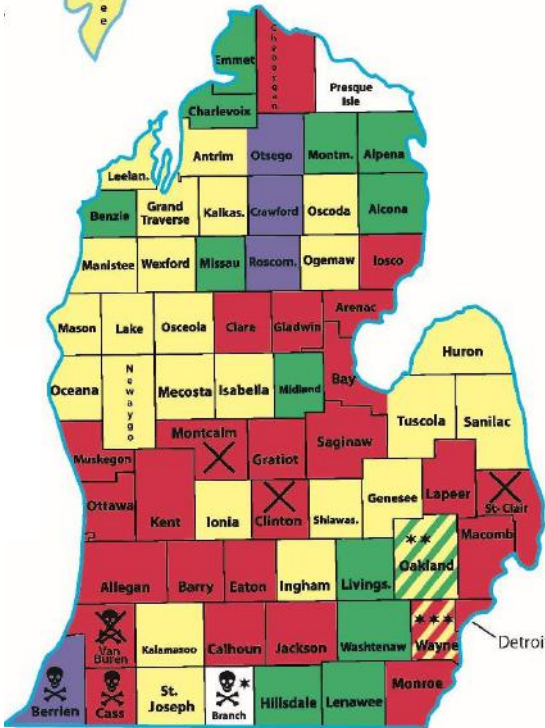 e
e
Emmet
Cheboygan
Presque
Isle
Charlevoix
Antrim
Otsego
Montm.
Alpena
Leelan.
Benzie
Grand
Traverse
Kalkas.
Crawford
Oscoda
Alcona
Manistee
Wexford
Missau
Roscom.
Ogemaw
Iosco
Mason
Lake
Osceola
Clare
Gladwin
Arenac
Huron
Oceana
Newaygo
Mecosta
Isabella
Midland
Bay
Tuscola
Sanilac
Muskegon
Montcalm
Gratiot
Saginaw
Ottawa
Kent
Ionia
Clinton
Shiawas.
Genesee
Lapeer
St-Clair
Macomb
**
Oakland
Allegan
Barry
Eaton
Ingham
Livings.
Van
Buren
Kalamazoo
Calhoun
Jackson
Washtenaw
***
Wayne
Detroi
Berrien
Cass
St.
Joseph
*
Branch
Hillsdale
Lenawee
Monroe